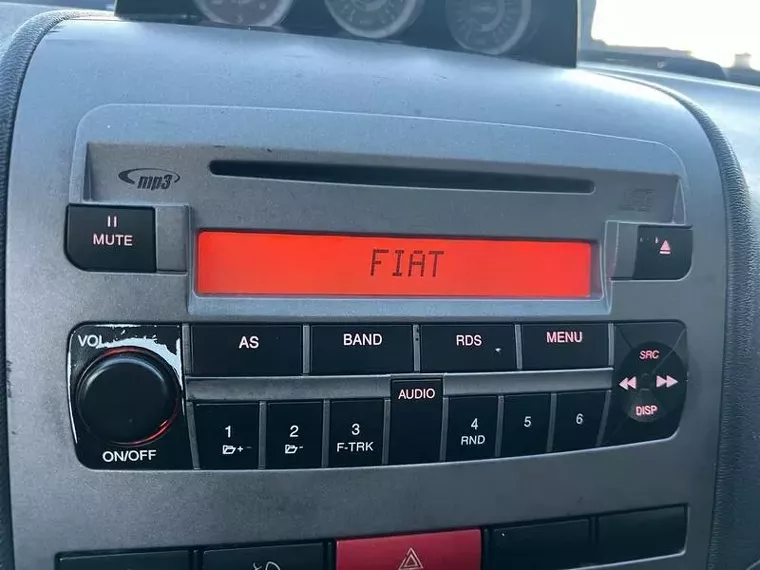 mp3
MUTE
FIAT
VOL
AS
BAND
RDS
MENU
SRC
DISP
AUDIO
1
2
3
F-TRK
4
RND
5
6
ON/OFF